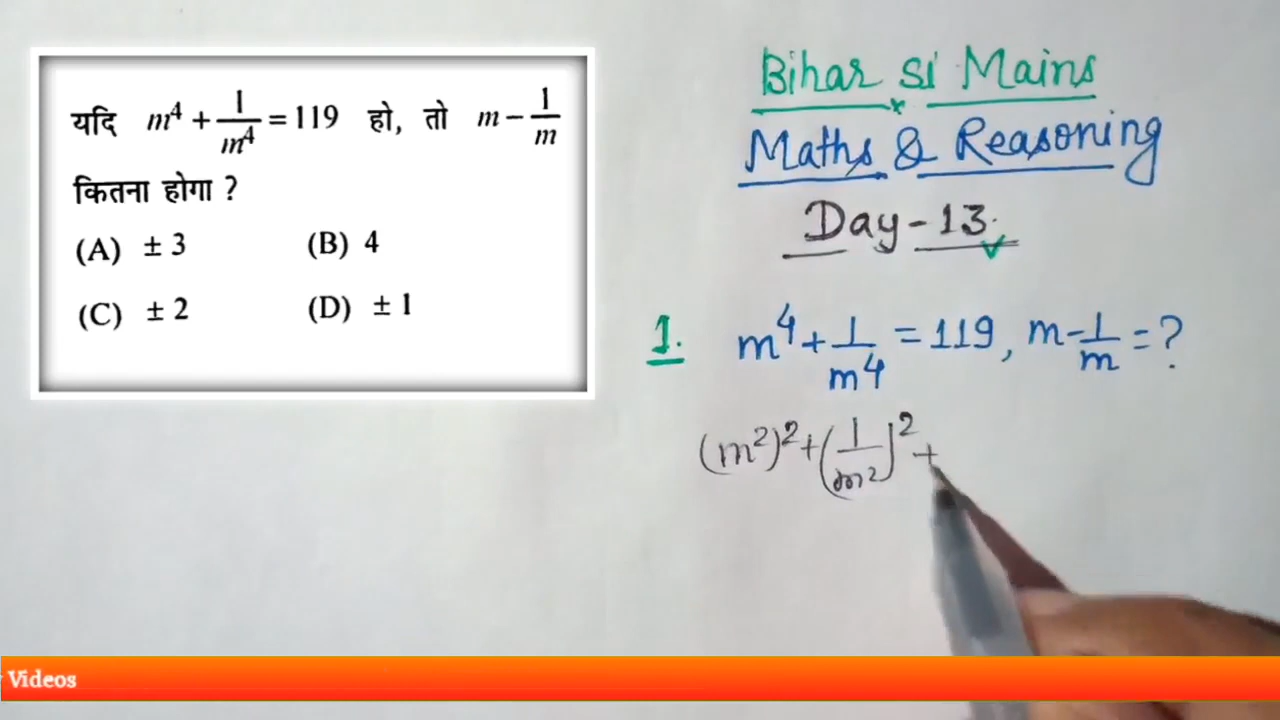 यदि m⁴ + 1/m⁴ = 119 हो, तो m − 1/m
कितना होगा ?
(A) ± 3 (B) 4
(C) ± 2 (D) ± 1
Bihar si Mains
Maths & Reasoning
Day - 13.
1. m⁴ + 1/m⁴ = 119, m - 1/m = ?
(m²)² + (1/m²)² +
Videos